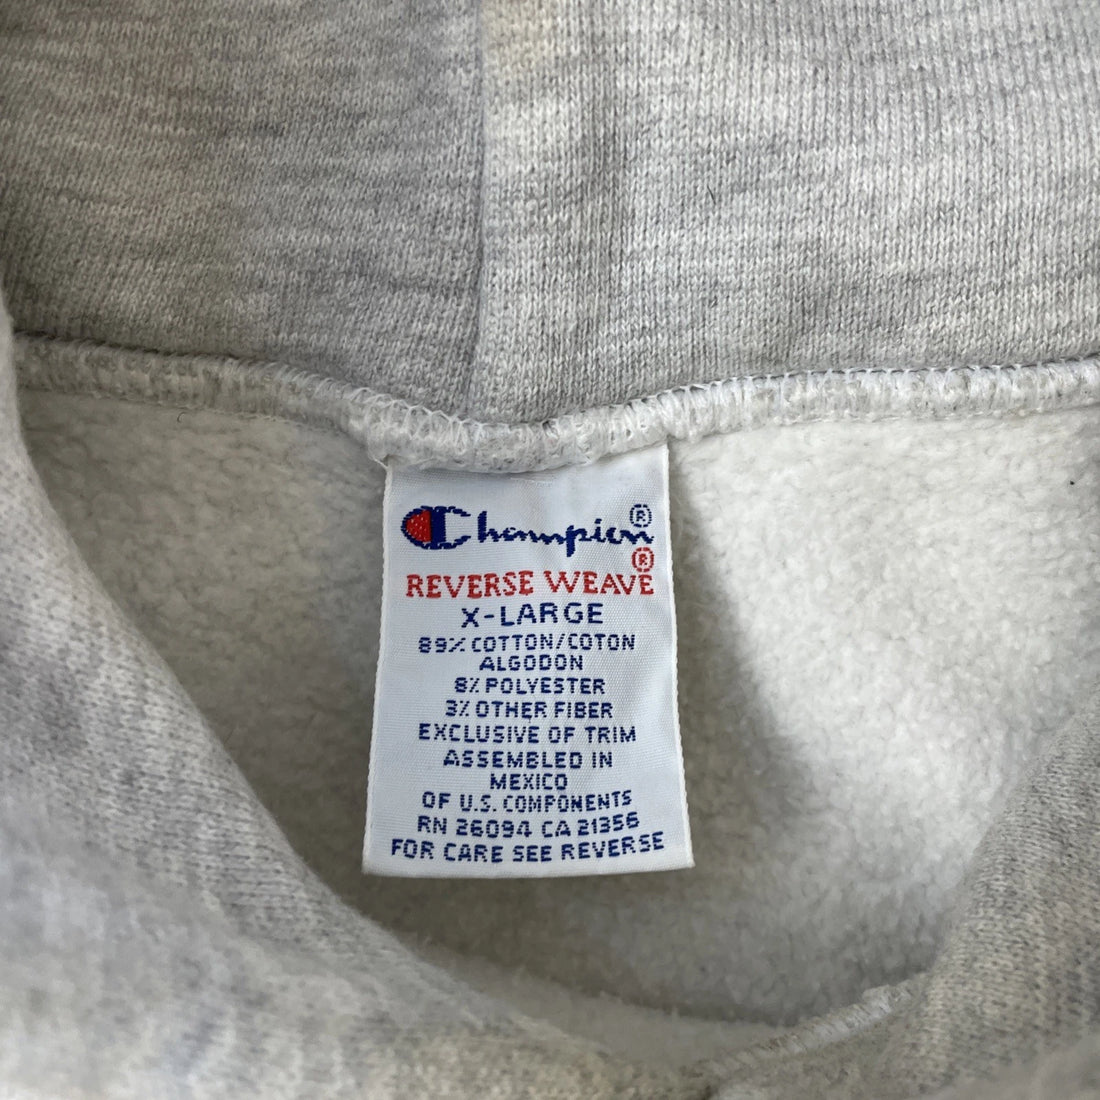 Champion®
®
REVERSE WEAVE
X-LARGE
89% COTTON/COTON
ALGODON
8% POLYESTER
3% OTHER FIBER
EXCLUSIVE OF TRIM
ASSEMBLED IN
MEXICO
OF U.S. COMPONENTS
RN 26094 CA 21356
FOR CARE SEE REVERSE